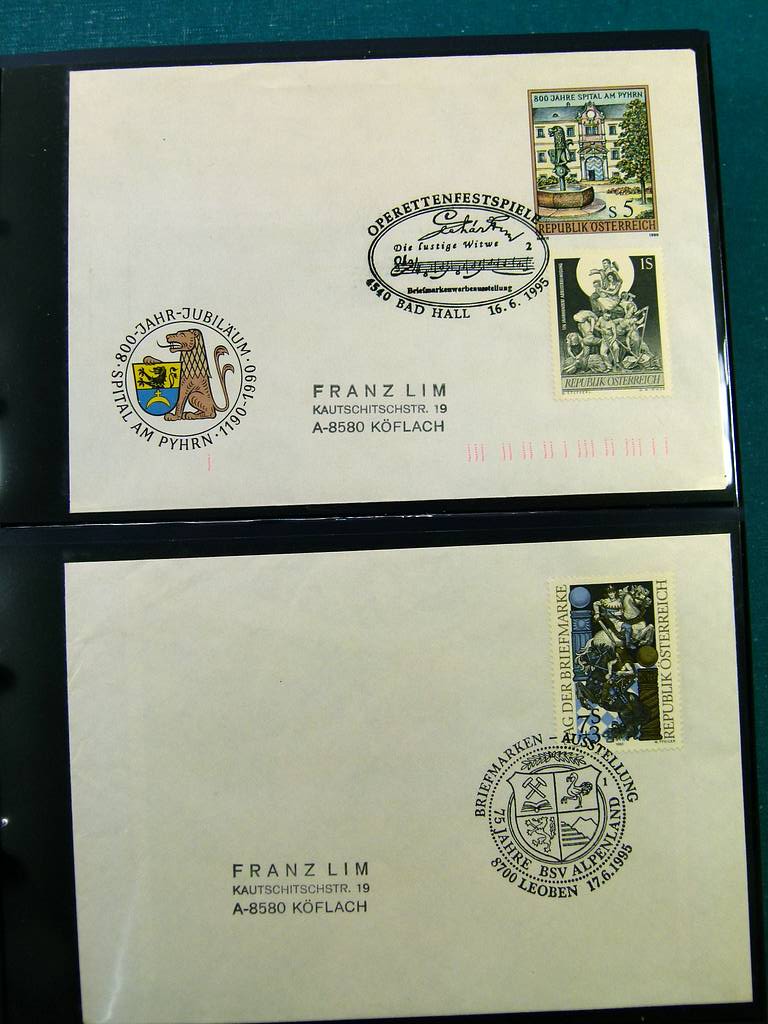 800 JAHRE SPITAL AM PYHRN
S 5
REPUBLIK ÖSTERREICH
1990
OPERETTENFESTSPIELE
Die lustige Witwe 2
Briefmarkenwerbeausstellung
4540 BAD HALL 16.6.1995
1S
REPUBLIK ÖSTERREICH
· 800-JAHR-JUBILÄUM ·
SPITAL AM PYHRN · 1190-1990
FRANZ LIM
KAUTSCHITSCHSTR. 19
A-8580 KÖFLACH
TAG DER BRIEFMARKE
REPUBLIK ÖSTERREICH
BRIEFMARKEN - AUSSTELLUNG
1
75 JAHRE BSV ALPENLAND
8700 LEOBEN 17.6.1995
FRANZ LIM
KAUTSCHITSCHSTR. 19
A-8580 KÖFLACH